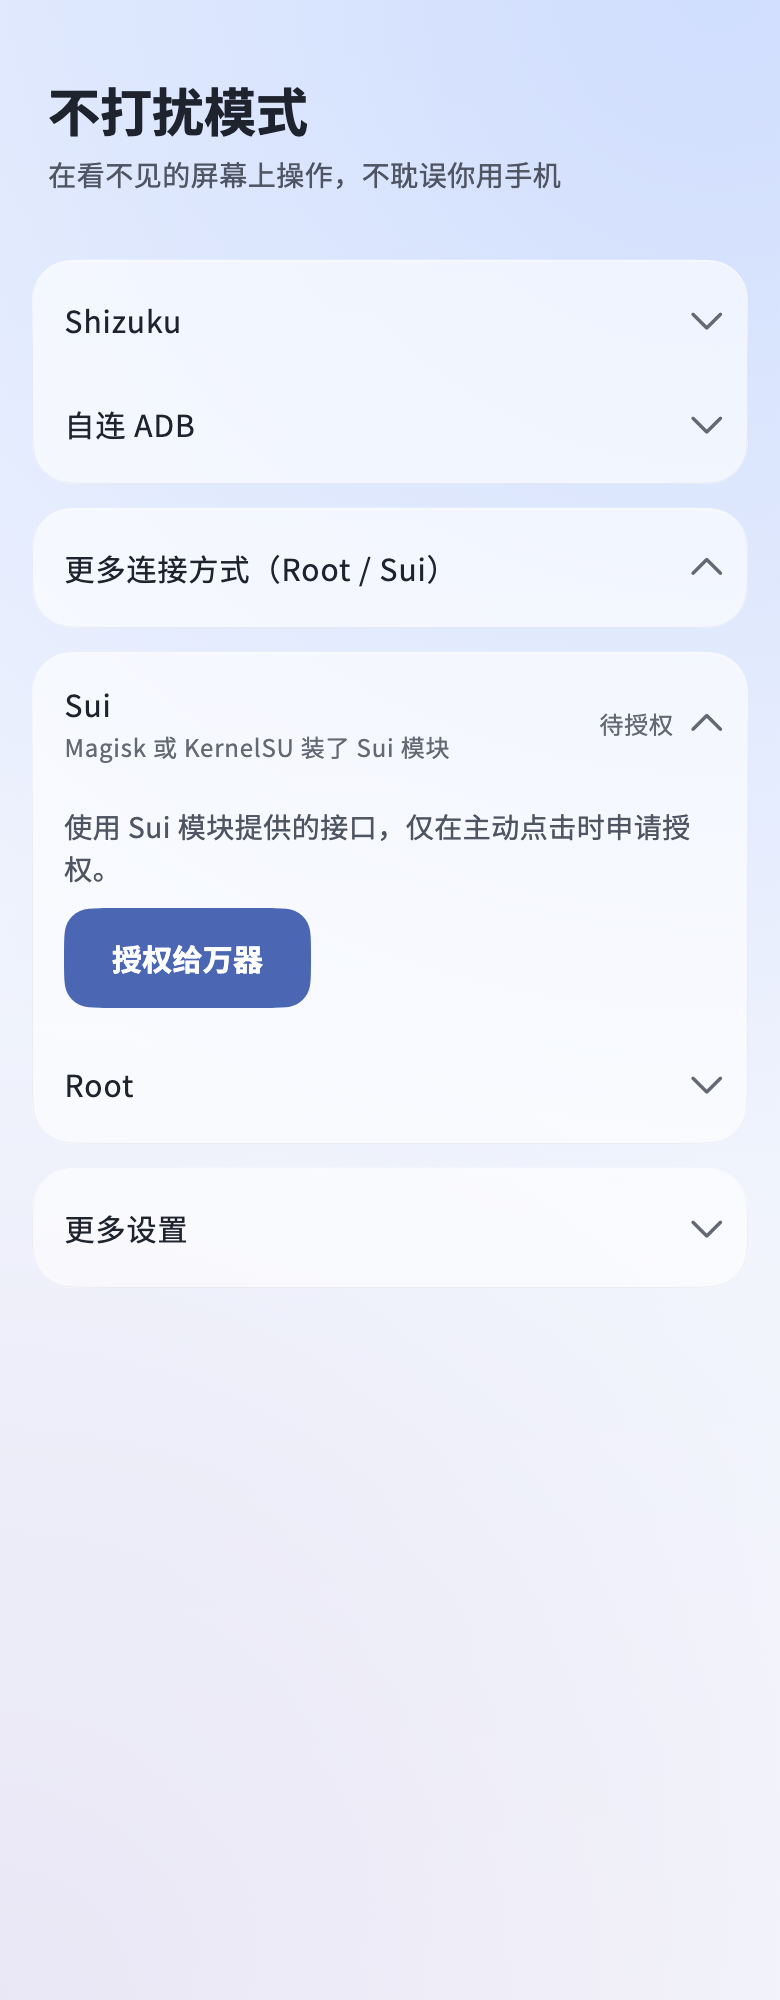 不打扰模式
在看不见的屏幕上操作，不耽误你用手机
Shizuku
自连 ADB
更多连接方式（Root / Sui）
Sui
Magisk 或 KernelSU 装了 Sui 模块
待授权
使用 Sui 模块提供的接口，仅在主动点击时申请授
权。
授权给万器
Root
更多设置